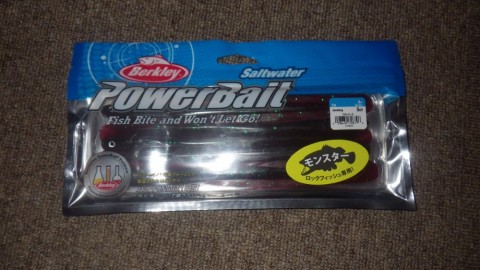 Berkley
Saltwater
PowerBait
Fish Bite and Won't Let Go!
モンスター
ロックフィッシュ専用!